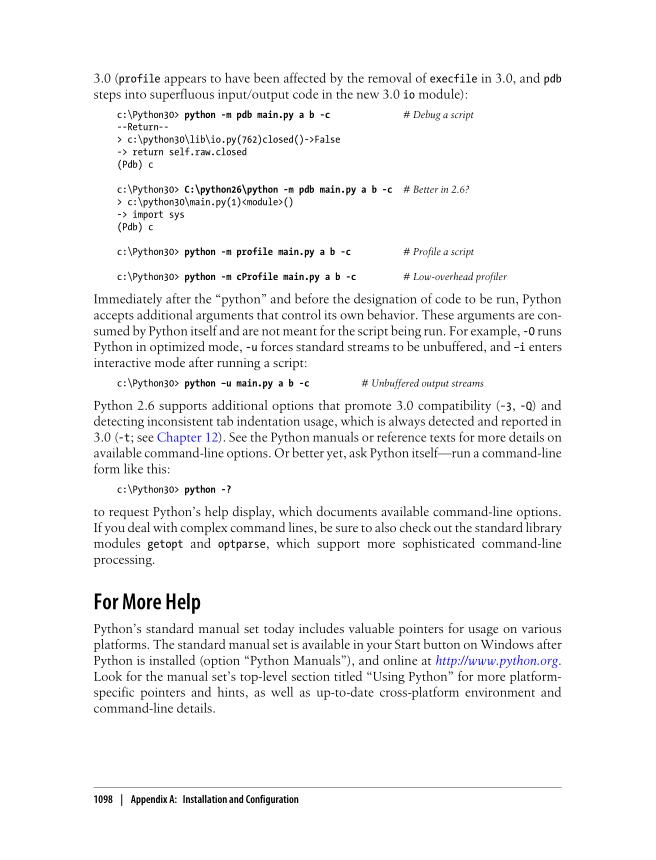 3.0 (profile appears to have been affected by the removal of execfile in 3.0, and pdb
steps into superfluous input/output code in the new 3.0 io module):
c:\Python30> python -m pdb main.py a b -c # Debug a script
--Return--
> c:\python30\lib\io.py(762)closed()->False
-> return self.raw.closed
(Pdb) c
c:\Python30> C:\python26\python -m pdb main.py a b -c # Better in 2.6?
> c:\python30\main.py(1)<module>()
-> import sys
(Pdb) c
c:\Python30> python -m profile main.py a b -c # Profile a script
c:\Python30> python -m cProfile main.py a b -c # Low-overhead profiler
Immediately after the “python” and before the designation of code to be run, Python
accepts additional arguments that control its own behavior. These arguments are con-
sumed by Python itself and are not meant for the script being run. For example, -O runs
Python in optimized mode, -u forces standard streams to be unbuffered, and –i enters
interactive mode after running a script:
c:\Python30> python –u main.py a b -c # Unbuffered output streams
Python 2.6 supports additional options that promote 3.0 compatibility (–3, -Q) and
detecting inconsistent tab indentation usage, which is always detected and reported in
3.0 (-t; see Chapter 12). See the Python manuals or reference texts for more details on
available command-line options. Or better yet, ask Python itself—run a command-line
form like this:
c:\Python30> python -?
to request Python’s help display, which documents available command-line options.
If you deal with complex command lines, be sure to also check out the standard library
modules getopt and optparse, which support more sophisticated command-line
processing.
For More Help
Python’s standard manual set today includes valuable pointers for usage on various
platforms. The standard manual set is available in your Start button on Windows after
Python is installed (option “Python Manuals”), and online at http://www.python.org.
Look for the manual set’s top-level section titled “Using Python” for more platform-
specific pointers and hints, as well as up-to-date cross-platform environment and
command-line details.
1098 | Appendix A: Installation and Configuration